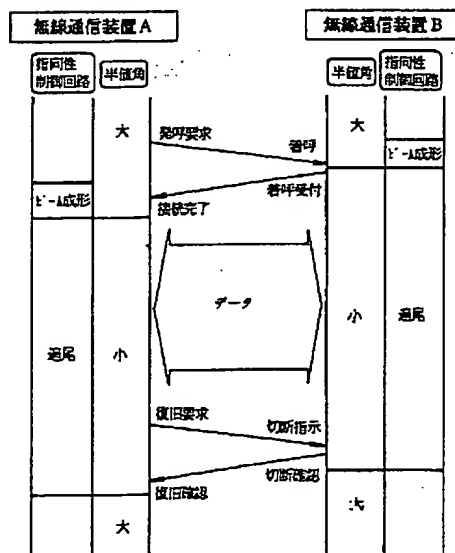 無線通信装置A
無線通信装置B
指向性
制御回路
半値角
半値角
指向性
制御回路
大
大
発呼要求
着呼
ビーム成形
着呼受付
ビーム成形
接続完了
データ
追尾
小
小
追尾
復旧要求
切断指示
切断確認
復旧確認
大
大